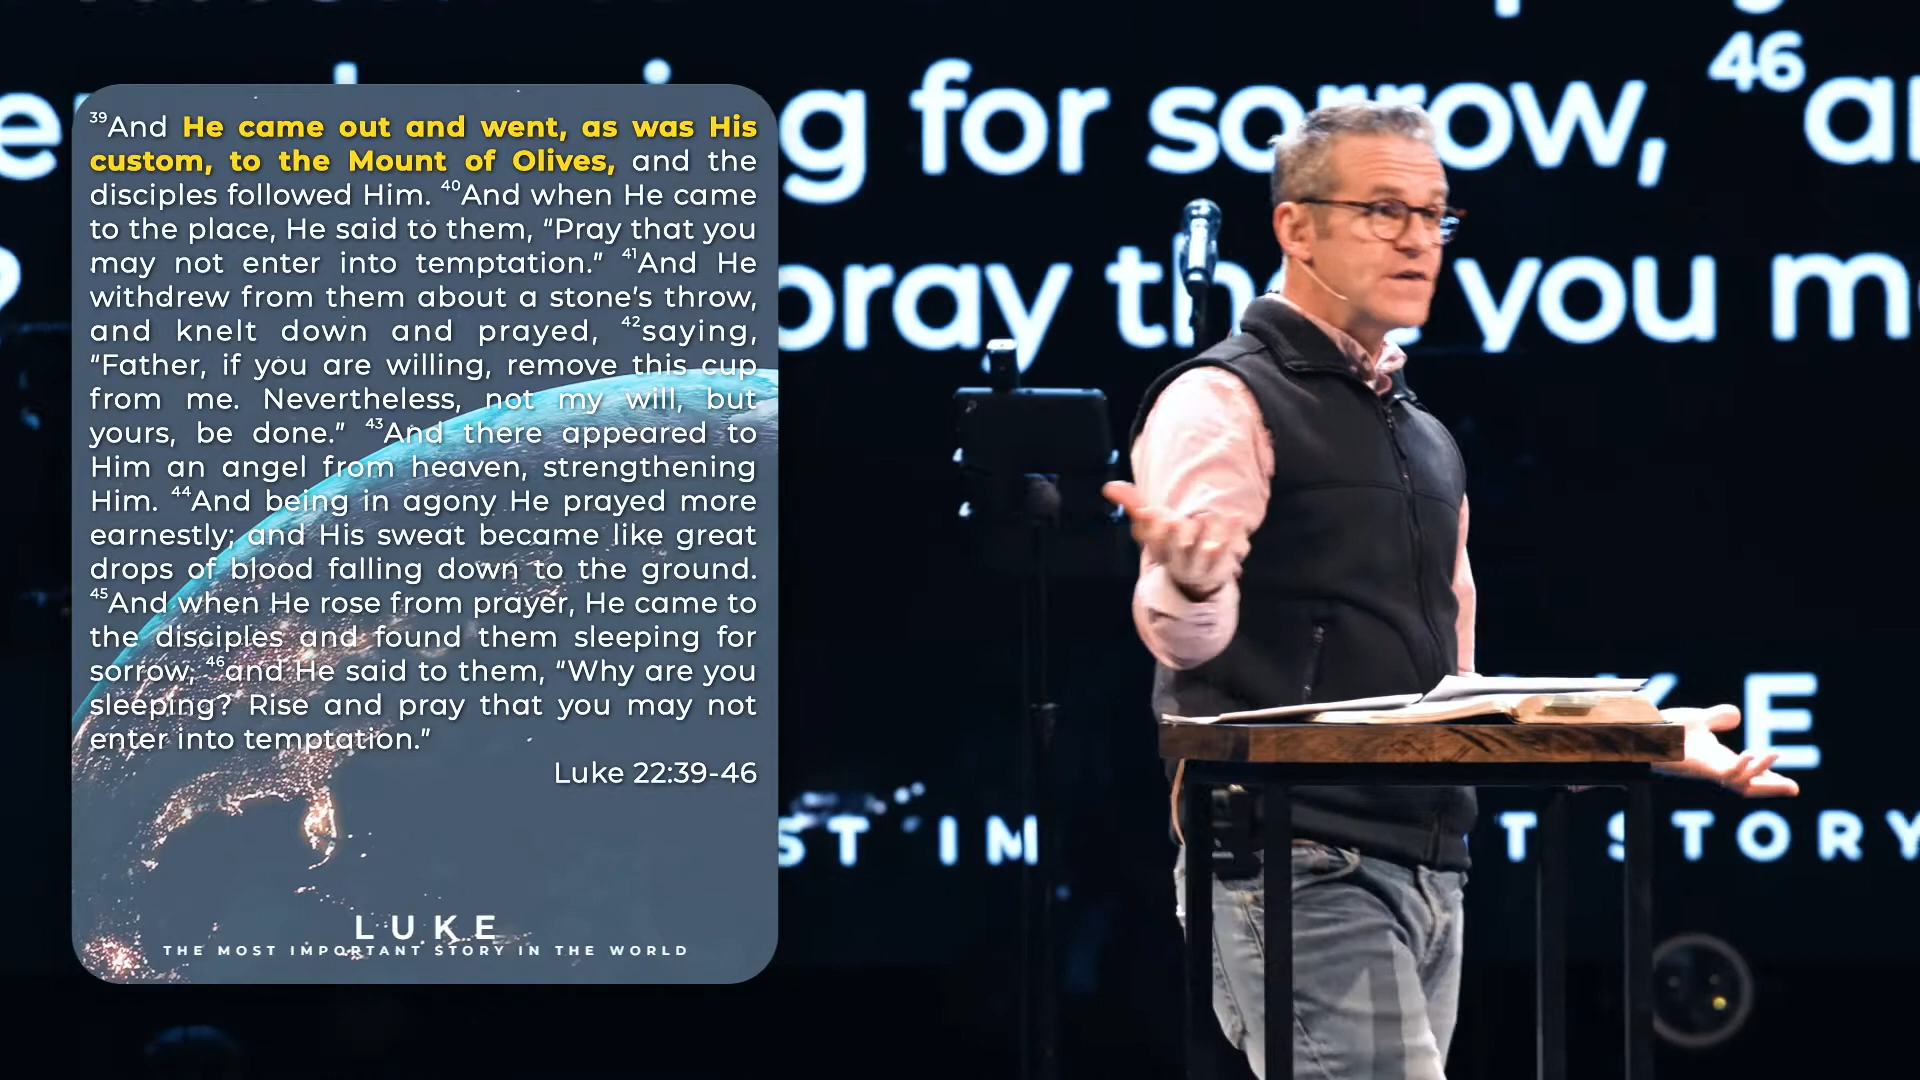 39And He came out and went, as was His
custom, to the Mount of Olives, and the
disciples followed Him. 40And when He came
to the place, He said to them, “Pray that you
may not enter into temptation.” 41And He
withdrew from them about a stone’s throw,
and knelt down and prayed, 42saying,
“Father, if you are willing, remove this cup
from me. Nevertheless, not my will, but
yours, be done.” 43And there appeared to
Him an angel from heaven, strengthening
Him. 44And being in agony He prayed more
earnestly; and His sweat became like great
drops of blood falling down to the ground.
45And when He rose from prayer, He came to
the disciples and found them sleeping for
sorrow, 46and He said to them, “Why are you
sleeping? Rise and pray that you may not
enter into temptation.”
Luke 22:39-46
LUKE
THE MOST IMPORTANT STORY IN THE WORLD
for sorrow, 46
pray you
STORY